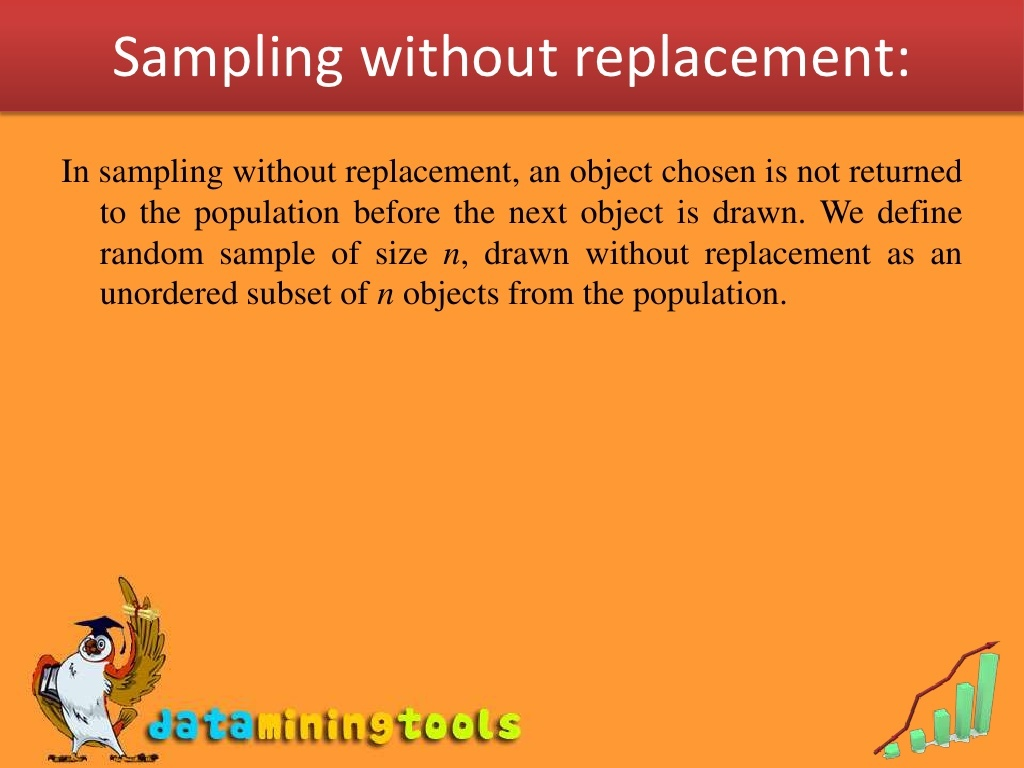 Sampling without replacement:
In sampling without replacement, an object chosen is not returned
to the population before the next object is drawn. We define
random sample of size n, drawn without replacement as an
unordered subset of n objects from the population.
dataminingtools